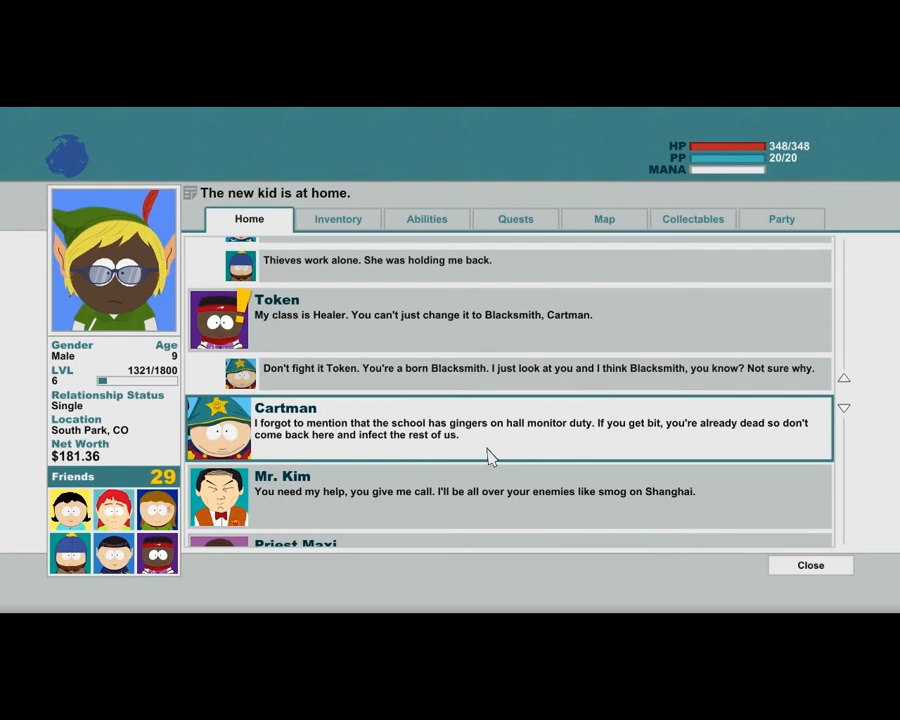 HP 348/348
PP 20/20
MANA
The new kid is at home.
Home Inventory Abilities Quests Map Collectables Party
Thieves work alone. She was holding me back.
Token
My class is Healer. You can't just change it to Blacksmith, Cartman.
Don't fight it Token. You're a born Blacksmith. I just look at you and I think Blacksmith, you know? Not sure why.
Cartman
I forgot to mention that the school has gingers on hall monitor duty. If you get bit, you're already dead so don't
come back here and infect the rest of us.
Mr. Kim
You need my help, you give me call. I'll be all over your enemies like smog on Shanghai.
Priest Maxi
Gender Age
Male 9
LVL 1321/1800
6
Relationship Status
Single
Location
South Park, CO
Net Worth
$181.36
Friends 29
Close